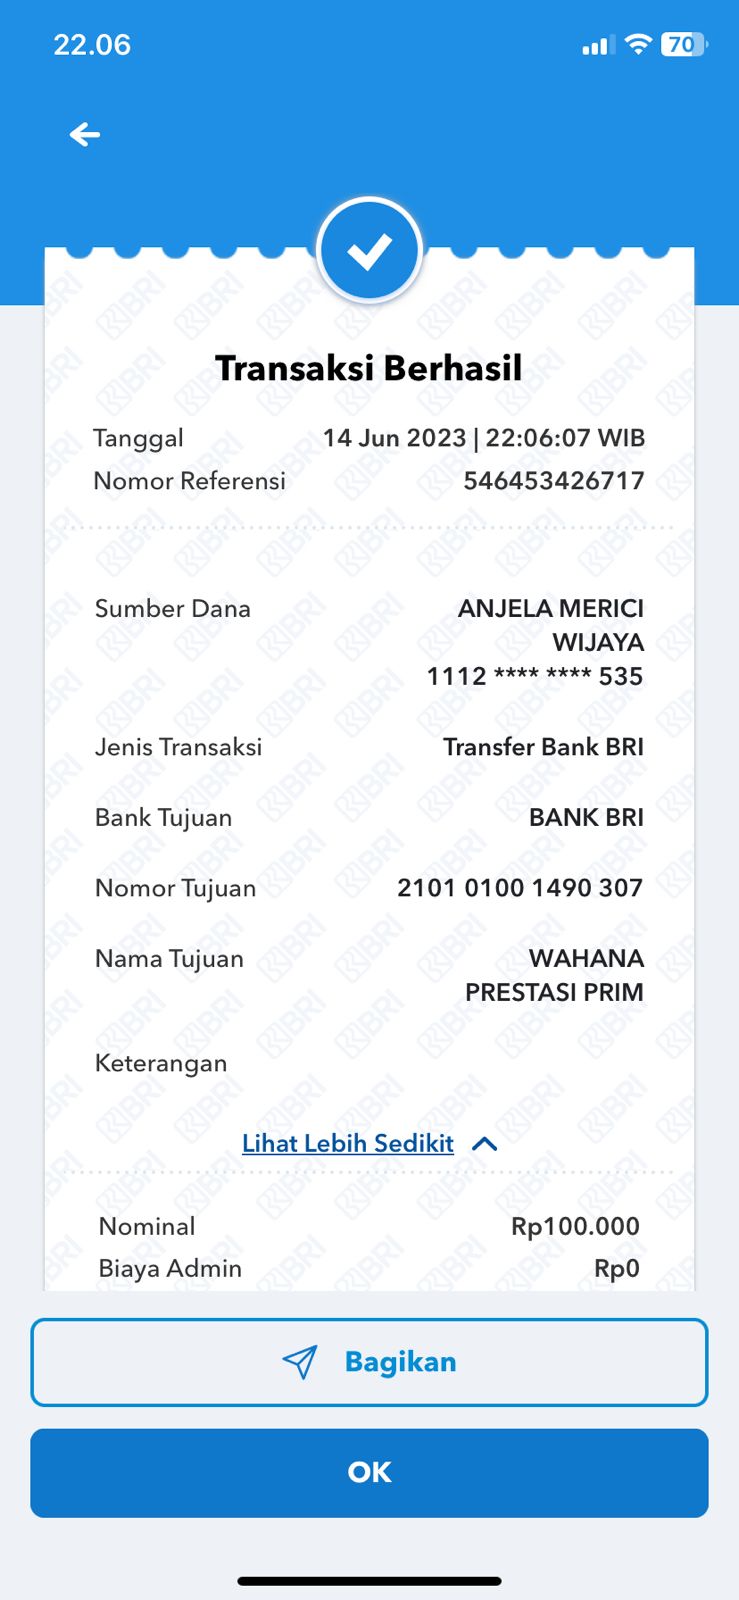 22.06
70
Transaksi Berhasil
Tanggal 14 Jun 2023 | 22:06:07 WIB
Nomor Referensi 546453426717
Sumber Dana ANJELA MERICI
WIJAYA
1112 **** **** 535
Jenis Transaksi Transfer Bank BRI
Bank Tujuan BANK BRI
Nomor Tujuan 2101 0100 1490 307
Nama Tujuan WAHANA
PRESTASI PRIM
Keterangan
Lihat Lebih Sedikit
Nominal Rp100.000
Biaya Admin Rp0
Bagikan
OK